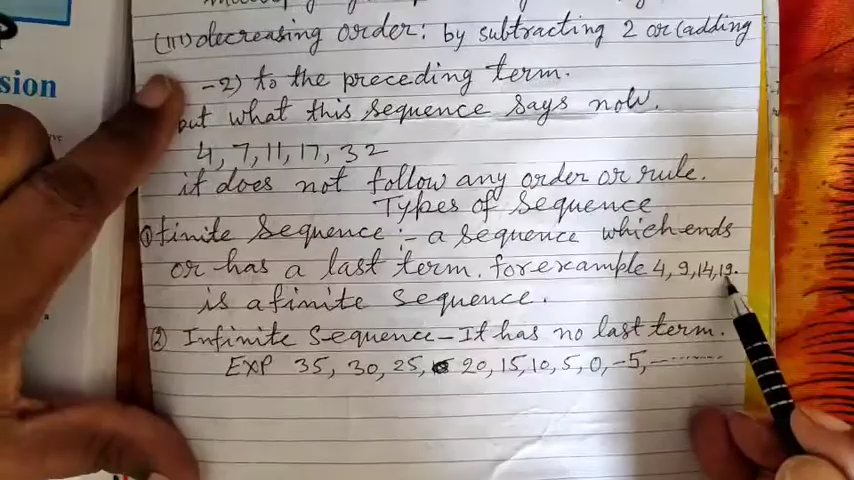 (iii) decreasing order: by subtracting 2 or (adding
-2) to the preceding term.
but what this sequence says now.
4, 7, 11, 17, 32
it does not follow any order or rule.
Types of Sequence
① finite Sequence :- a sequence which ends
or has a last term. for example 4, 9, 14, 19.
is a finite sequence.
② Infinite Sequence - It has no last term.
EXP 35, 30, 25, 20, 15, 10, 5, 0, -5, ..........
sion